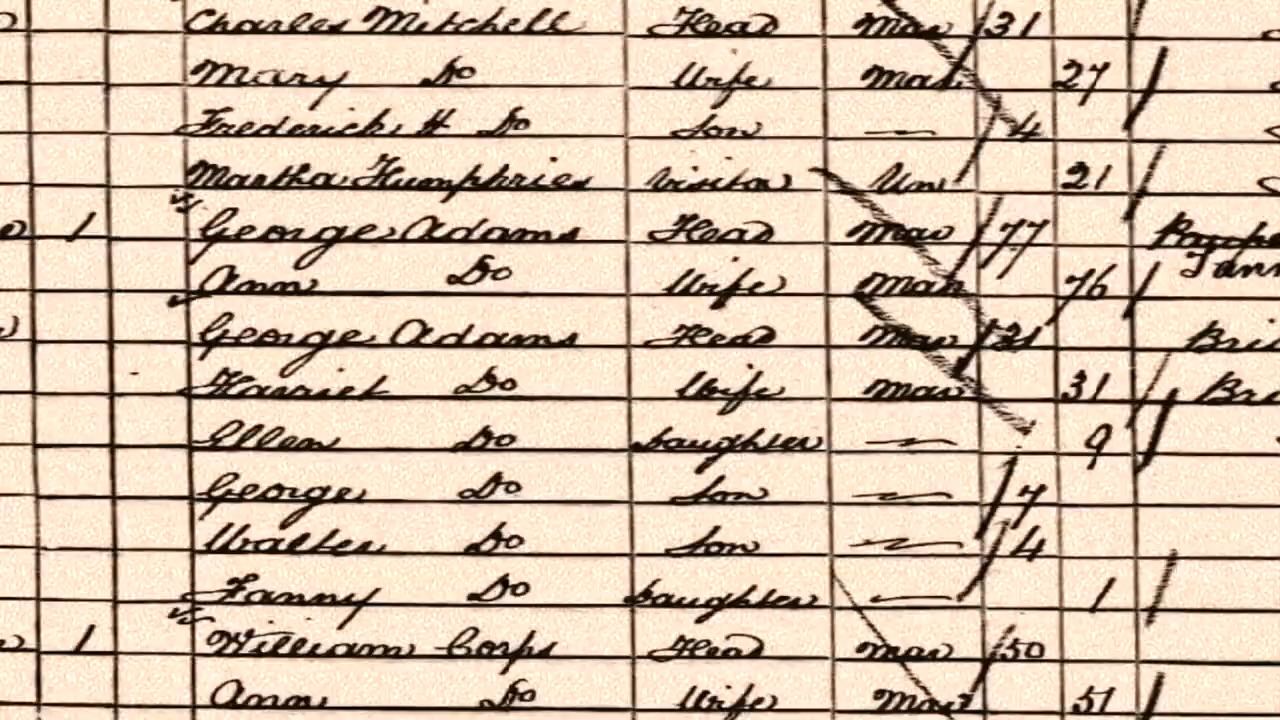 Charles Mitchell Head Mar 31
Mary Do Wife Mar 27
Frederick H Do Son 4
Martha Humphries Visitor Un 21
1 George Adams Head Mar 77
Ann Do Wife Mar 76
George Adams Head Mar
Harriet Do Wife Mar 31
Ellen Do Daughter 9
George Do Son 7
Walter Do Son 4
Fanny Do Daughter 1
1 William Corps Head Mar 50
Ann Do Wife Mar 51